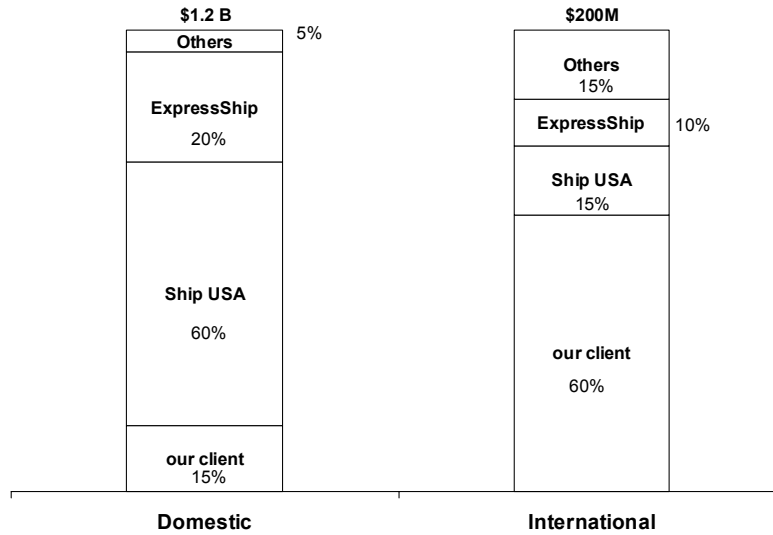 $1.2 B
Others
5%
ExpressShip
20%
Ship USA
60%
our client
15%
Domestic
$200M
Others
15%
ExpressShip
10%
Ship USA
15%
our client
60%
International